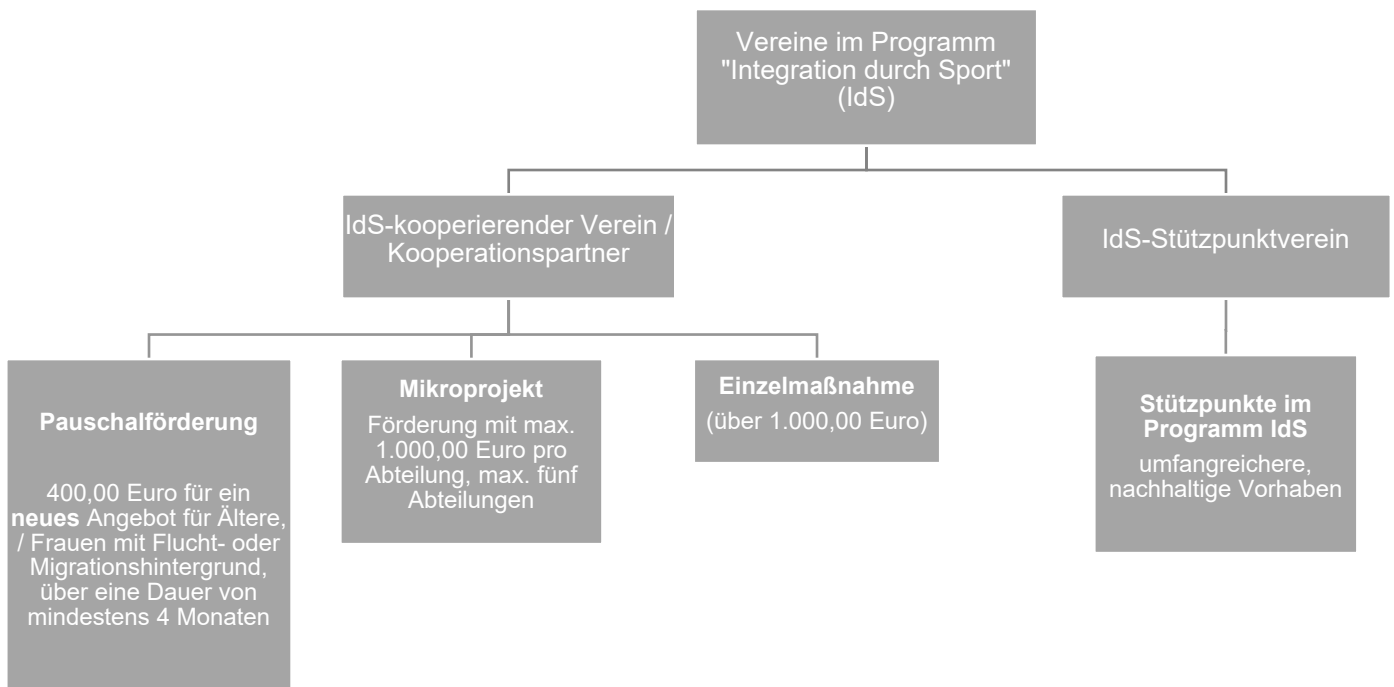 Vereine im Programm
"Integration durch Sport"
(IdS)
IdS-kooperierender Verein /
Kooperationspartner
IdS-Stützpunktverein
Pauschalförderung
400,00 Euro für ein
neues Angebot für Ältere,
/ Frauen mit Flucht- oder
Migrationshintergrund,
über eine Dauer von
mindestens 4 Monaten
Mikroprojekt
Förderung mit max.
1.000,00 Euro pro
Abteilung, max. fünf
Abteilungen
Einzelmaßnahme
(über 1.000,00 Euro)
Stützpunkte im
Programm IdS
umfangreichere,
nachhaltige Vorhaben